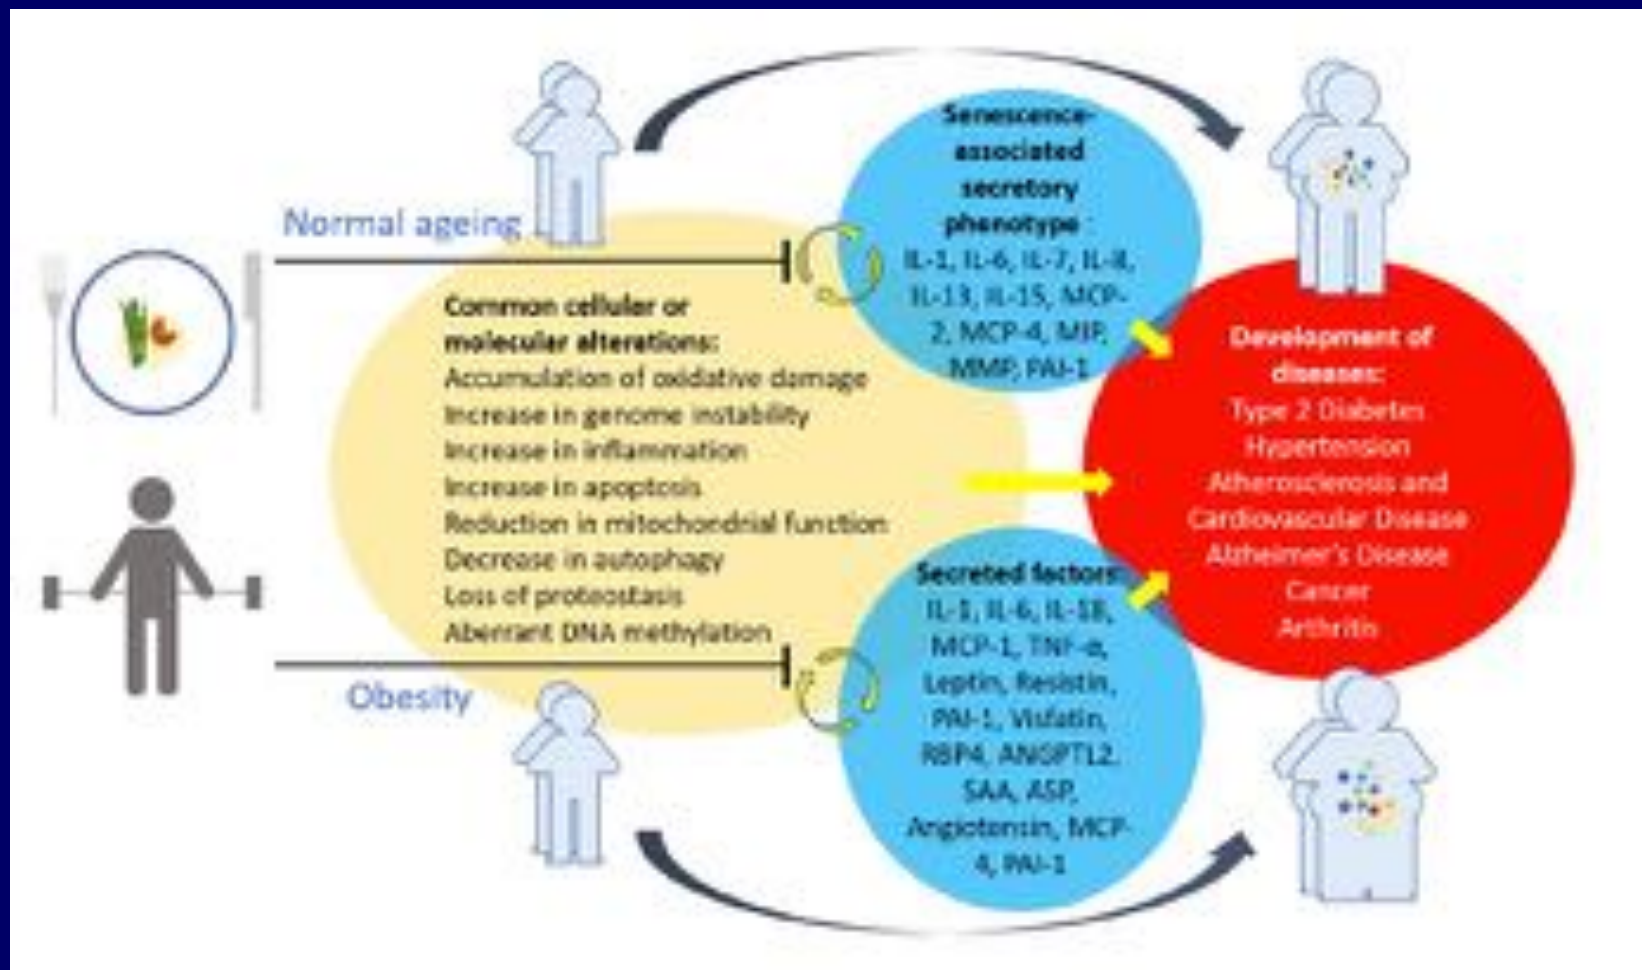 Normal ageing
Common cellular or
molecular alterations:
Accumulation of oxidative damage
Increase in genome instability
Increase in inflammation
Increase in apoptosis
Reduction in mitochondrial function
Decrease in autophagy
Loss of proteostasis
Aberrant DNA methylation
Obesity
Senescence-
associated
secretory
phenotype
IL-1, IL-6, IL-7, IL-8,
IL-13, IL-15, MCP-
2, MCP-4, MIP,
MMP, PAI-1
Secreted factors:
IL-1, IL-6, IL-18,
MCP-1, TNF-α,
Leptin, Resistin,
PAI-1, Visfatin,
RBP4, ANGPTL2,
SAA, ASP,
Angiotensin, MCP-
4, PAI-1
Development of
diseases:
Type 2 Diabetes
Hypertension
Atherosclerosis and
Cardiovascular Disease
Alzheimer's Disease
Cancer
Arthritis